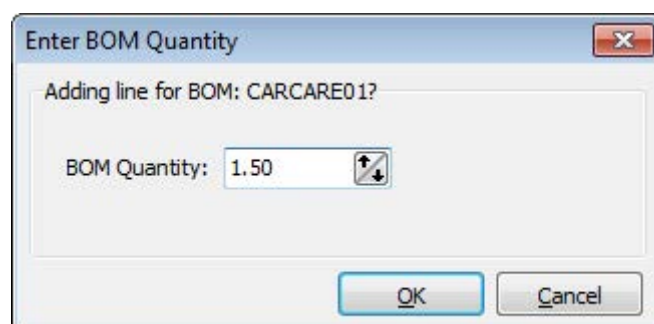 Enter BOM Quantity
Adding line for BOM: CARCARE01?
BOM Quantity: 1.50
OK Cancel